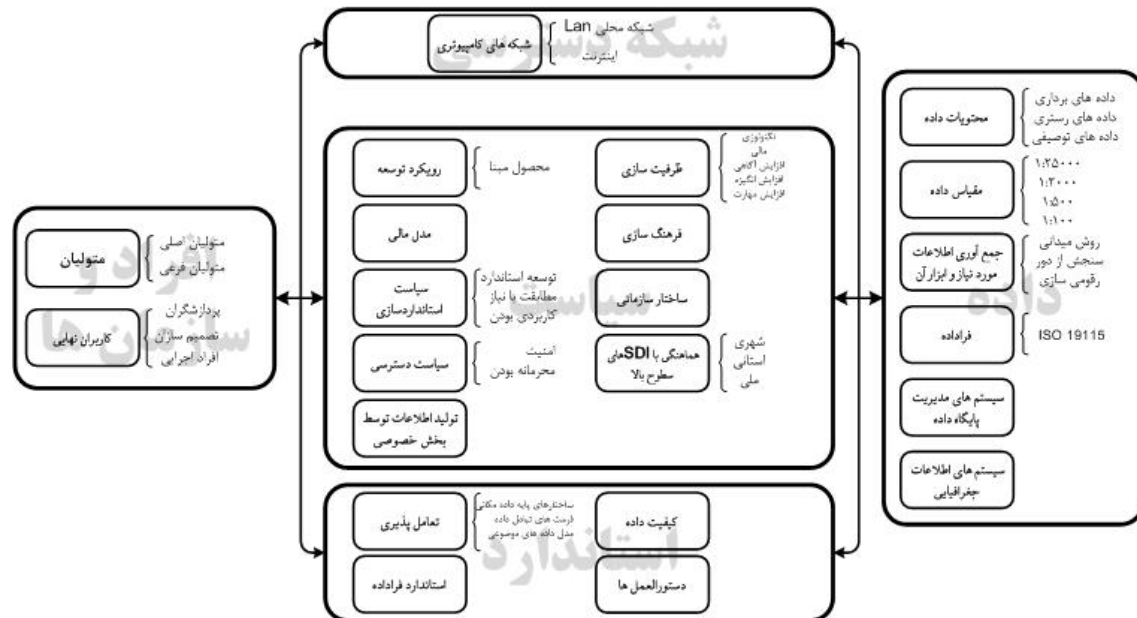 شبکه دسترسی
شبکه های کامپیوتری
شبکه محلی Lan
اینترنت
داده
محتویات داده
داده های برداری
داده های رستری
داده های توصیفی
مقیاس داده
۱:۲۵۰۰۰
۱:۲۰۰۰
۱:۵۰۰
۱:۱۰۰
جمع آوری اطلاعات
مورد نیاز و ابزار آن
روش میدانی
سنجش از دور
رقومی سازی
فراداده
ISO 19115
سیستم های مدیریت
پایگاه داده
سیستم های اطلاعات
جغرافیایی
سیاست
ظرفیت سازی
تکنولوژی
مالی
افزایش آگاهی
افزایش انگیزه
افزایش مهارت
فرهنگ سازی
ساختار سازمانی
هماهنگی با SDIهای
سطوح بالا
شهری
استانی
ملی
رویکرد توسعه
محصول مبنا
مدل مالی
سیاست
استانداردسازی
توسعه استاندارد
مطابقت با نیاز
کاربردی بودن
سیاست دسترسی
امنیت
محرمانه بودن
تولید اطلاعات توسط
بخش خصوصی
افراد و
سازمان ها
متولیان
متولیان اصلی
متولیان فرعی
کاربران نهایی
پردازشگران
تصمیم سازان
افراد اجرایی
استاندارد
کیفیت داده
دستورالعمل ها
تعامل پذیری
ساختارهای پایه داده مکانی
فرمت های تبادل داده
مدل داده های موضوعی
استاندارد فراداده